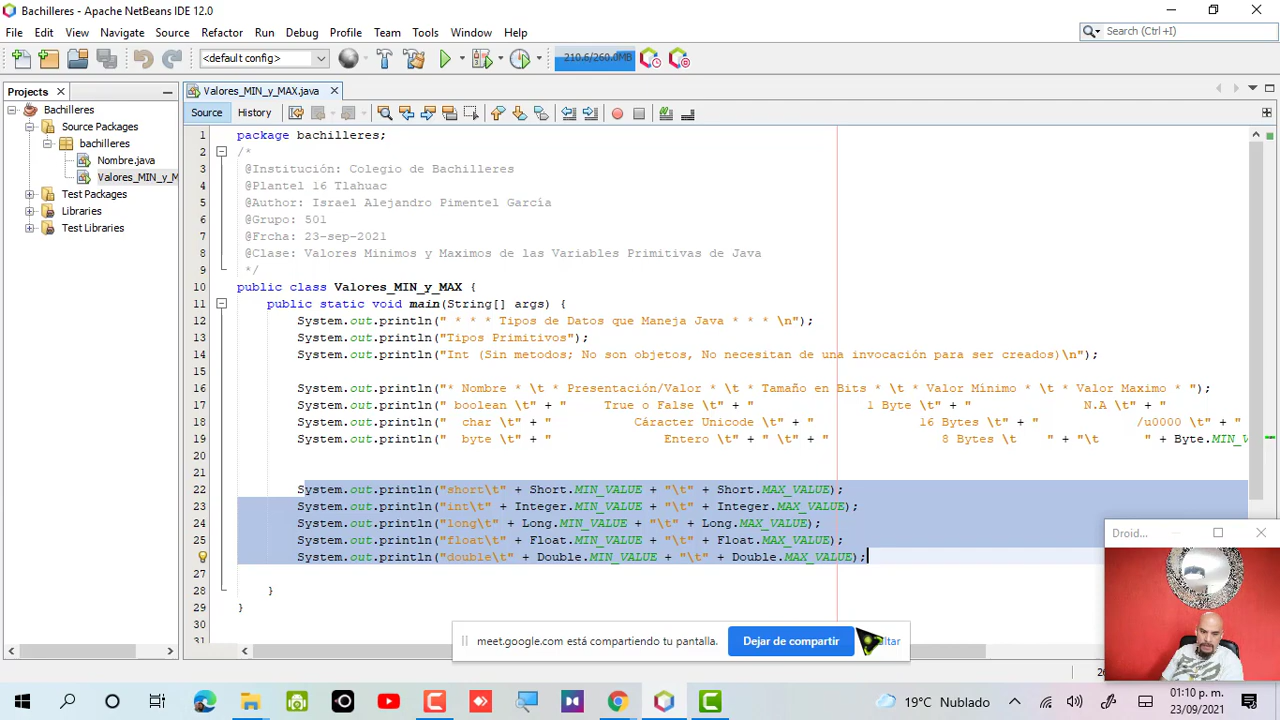 Bachilleres - Apache NetBeans IDE 12.0
File Edit View Navigate Source Refactor Run Debug Profile Team Tools Window Help
Search (Ctrl +I)
<default config>
210.6/260.0MB
Projects
Valores_MIN_y_MAX.java
Bachilleres
Source Packages
bachilleres
Nombre.java
Valores_MIN_y_M
Test Packages
Libraries
Test Libraries
Source History
1 package bachilleres;
2 /*
3 @Institución: Colegio de Bachilleres
4 @Plantel 16 Tlahuac
5 @Author: Israel Alejandro Pimentel García
6 @Grupo: 501
7 @Frcha: 23-sep-2021
8 @Clase: Valores Minimos y Maximos de las Variables Primitivas de Java
9 */
10 public class Valores_MIN_y_MAX {
11 public static void main(String[] args) {
12 System.out.println(" * * * Tipos de Datos que Maneja Java * * * \n");
13 System.out.println("Tipos Primitivos");
14 System.out.println("Int (Sin metodos; No son objetos, No necesitan de una invocación para ser creados)\n");
15
16 System.out.println("* Nombre * \t * Presentación/Valor * \t * Tamaño en Bits * \t * Valor Mínimo * \t * Valor Maximo * ");
17 System.out.println(" boolean \t" + " True o False \t" + " 1 Byte \t" + " N.A \t" + "
18 System.out.println(" char \t" + " Cáracter Unicode \t" + " 16 Bytes \t" + " /u0000 \t" + "
19 System.out.println(" byte \t" + " Entero \t" + " \t" + " 8 Bytes \t " + "\t " + Byte.MIN_V
20
21
22 System.out.println("short\t" + Short.MIN_VALUE + "\t" + Short.MAX_VALUE);
23 System.out.println("int\t" + Integer.MIN_VALUE + "\t" + Integer.MAX_VALUE);
24 System.out.println("long\t" + Long.MIN_VALUE + "\t" + Long.MAX_VALUE);
25 System.out.println("float\t" + Float.MIN_VALUE + "\t" + Float.MAX_VALUE);
System.out.println("double\t" + Double.MIN_VALUE + "\t" + Double.MAX_VALUE);
27
28 }
29 }
30
31
Droid...
meet.google.com está compartiendo tu pantalla. Dejar de compartir
19°C Nublado
01:10 p. m.
23/09/2021